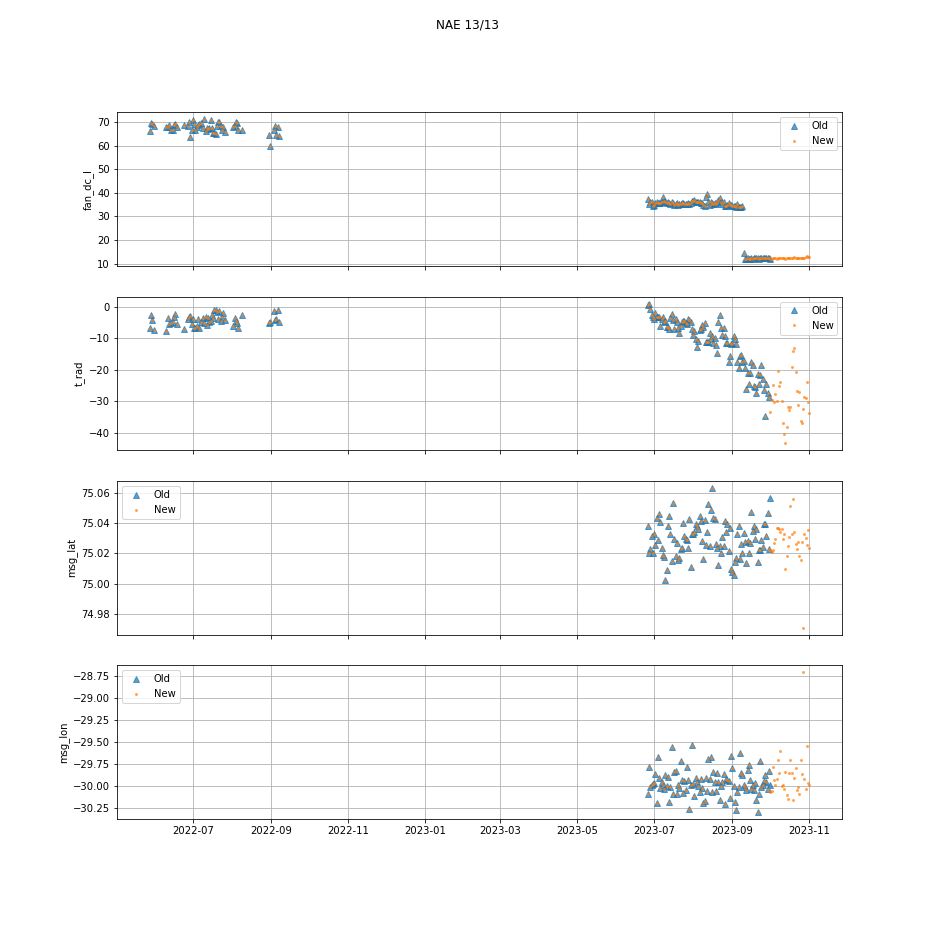 NAE 13/13
70
60
50
40
30
20
10
fan_dc_l
Old
New
0
−10
−20
−30
−40
t_rad
Old
New
75.06
75.04
75.02
75.00
74.98
msg_lat
Old
New
−28.75
−29.00
−29.25
−29.50
−29.75
−30.00
−30.25
msg_lon
Old
New
2022-07 2022-09 2022-11 2023-01 2023-03 2023-05 2023-07 2023-09 2023-11